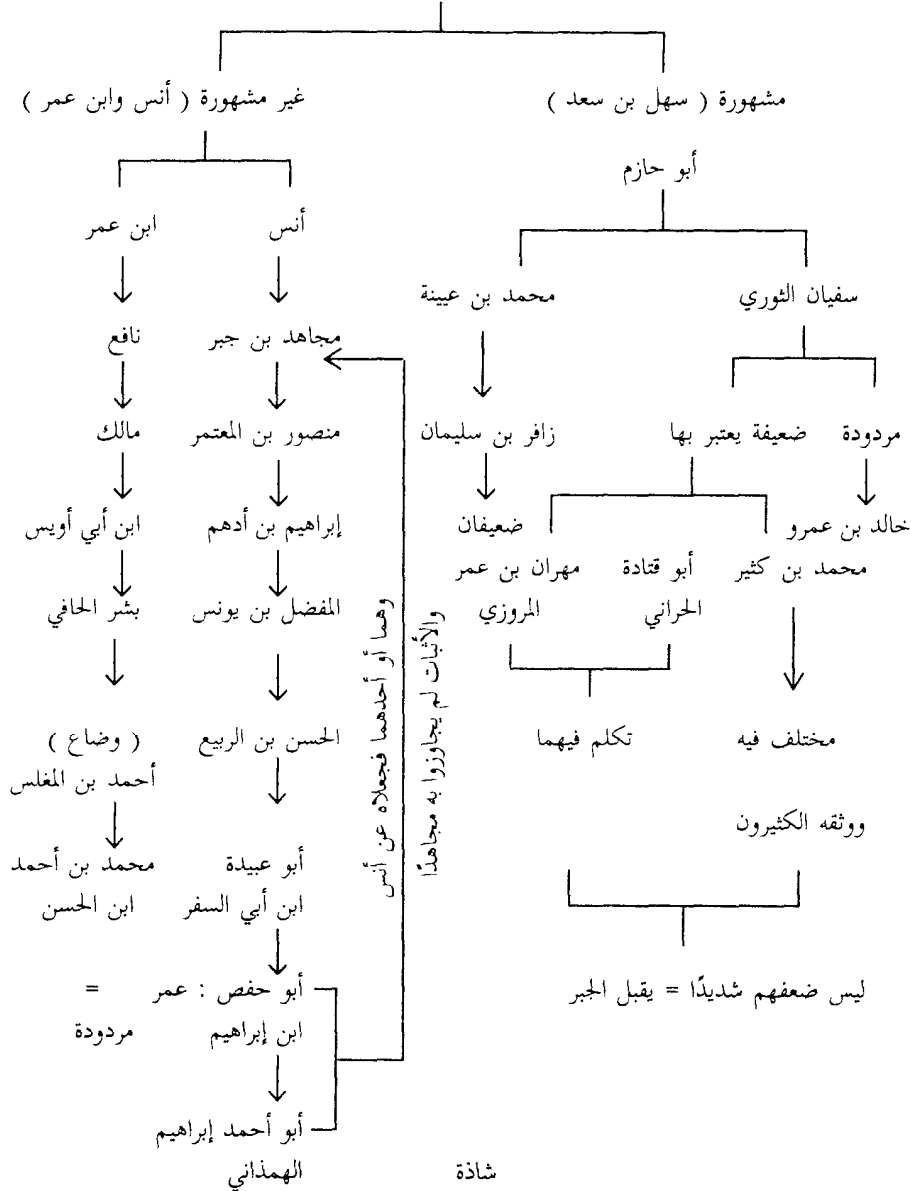 مشهورة ( سهل بن سعد )
غير مشهورة ( أنس وابن عمر )
أبو حازم
أنس
ابن عمر
سفيان الثوري
محمد بن عيينة
مجاهد بن جبر
نافع
مردودة
ضعيفة يعتبر بها
زافر بن سليمان
منصور بن المعتمر
مالك
خالد بن عمرو
ضعيفان
إبراهيم بن أدهم
ابن أبي أويس
محمد بن كثير
أبو قتادة
الحراني
مهران بن عمر
المروزي
المفضل بن يونس
بشر الحافي
مختلف فيه
تكلم فيهما
الحسن بن الربيع
( وضاع )
أحمد بن المغلس
ووثقه الكثيرون
أبو عبيدة
ابن أبي السفر
محمد بن أحمد
ابن الحسن
وهما أو أحدهما فجعلاه عن أنس
والأثبات لم يجاوزوا به مجاهدًا
ليس ضعفهم شديدًا = يقبل الجبر
أبو حفص : عمر =
ابن إبراهيم مردودة
أبو أحمد إبراهيم
الهمذاني
شاذة